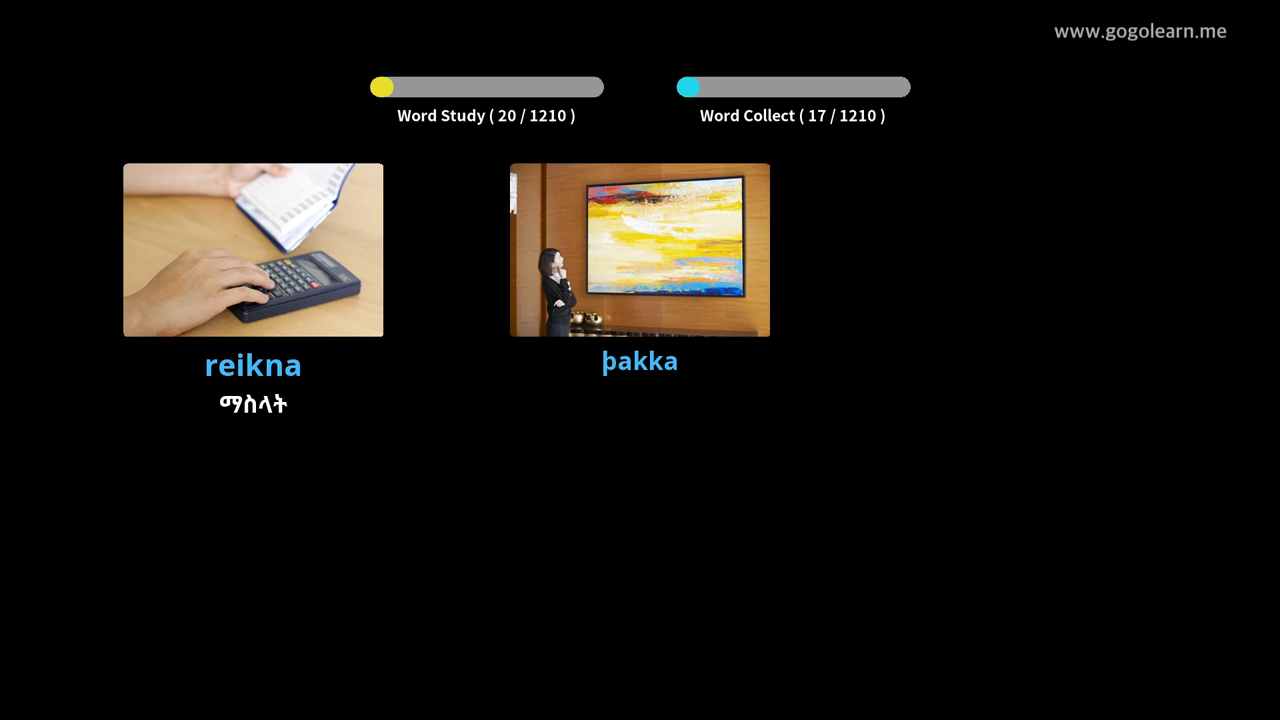 www.gogolearn.me
Word Study ( 20 / 1210 )
Word Collect ( 17 / 1210 )
reikna
ማስላት
þakka